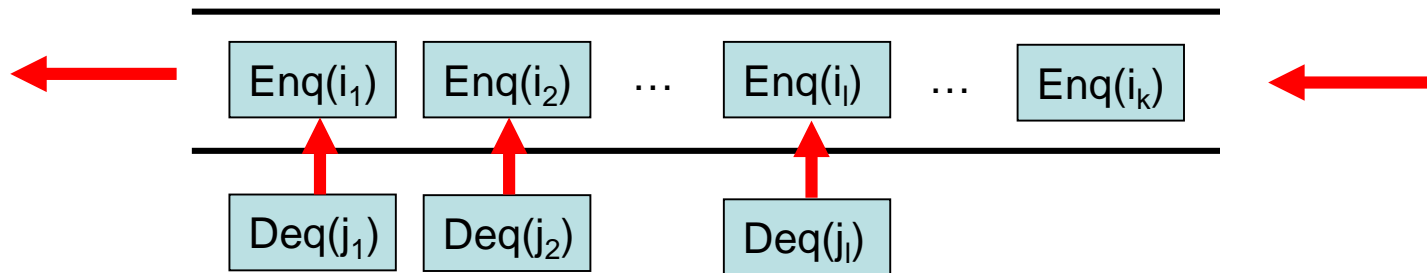 Enq(i₁) Enq(i₂) … Enq(iₗ) … Enq(iₖ)
Deq(j₁) Deq(j₂) Deq(jₗ)